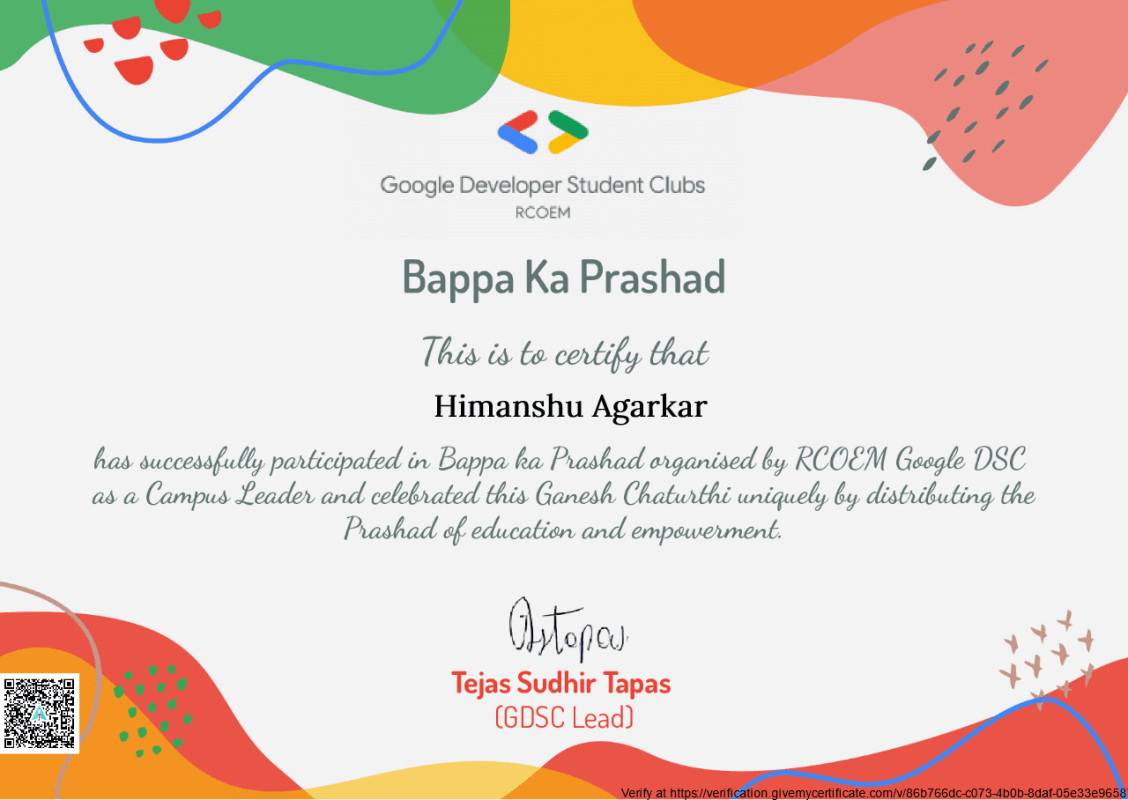 Google Developer Student Clubs
RCOEM
Bappa Ka Prashad
This is to certify that
Himanshu Agarkar
has successfully participated in Bappa ka Prashad organised by RCOEM Google DSC
as a Campus Leader and celebrated this Ganesh Chaturthi uniquely by distributing the
Prashad of education and empowerment.
Tejas Sudhir Tapas
(GDSC Lead)
Verify at https://verification.givemycertificate.com/v/86b766dc-c073-4b0b-8daf-05e33e9658